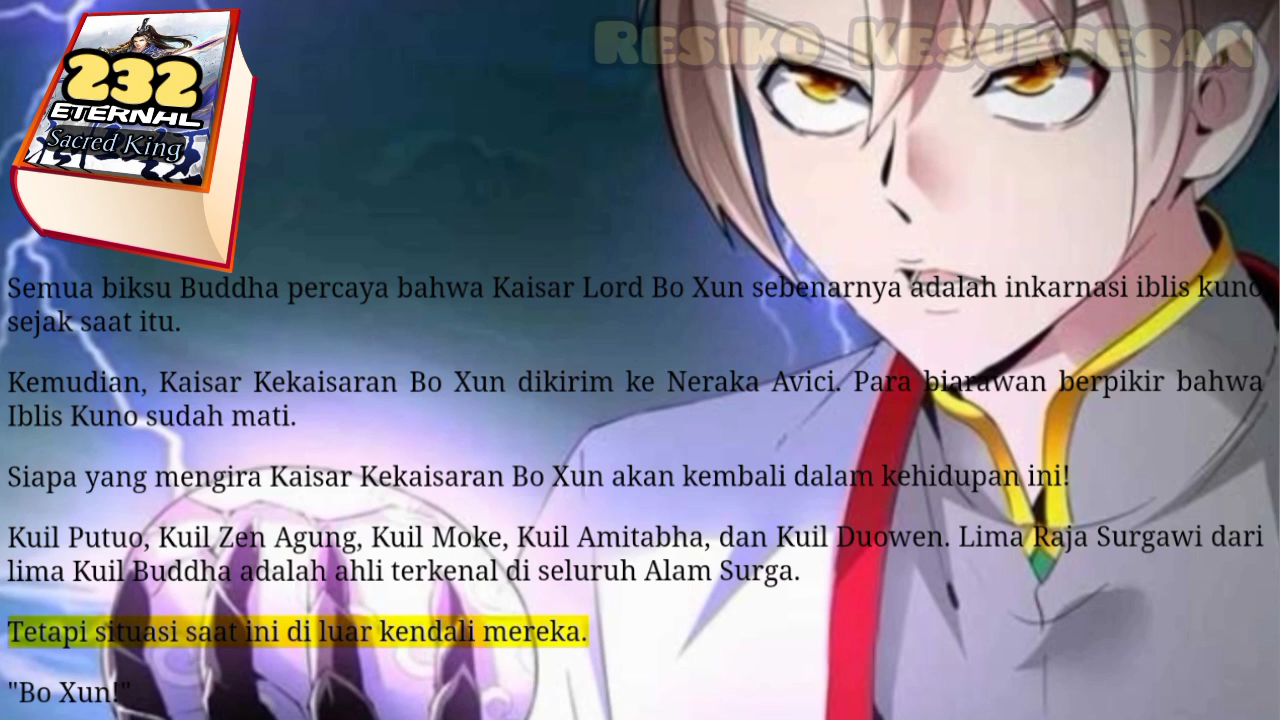 Resiko Kesuksesan
232
ETERNAL
Sacred King
Semua biksu Buddha percaya bahwa Kaisar Lord Bo Xun sebenarnya adalah inkarnasi iblis kuno
sejak saat itu.
Kemudian, Kaisar Kekaisaran Bo Xun dikirim ke Neraka Avici. Para biarawan berpikir bahwa
Iblis Kuno sudah mati.
Siapa yang mengira Kaisar Kekaisaran Bo Xun akan kembali dalam kehidupan ini!
Kuil Putuo, Kuil Zen Agung, Kuil Moke, Kuil Amitabha, dan Kuil Duowen. Lima Raja Surgawi dari
lima Kuil Buddha adalah ahli terkenal di seluruh Alam Surga.
Tetapi situasi saat ini di luar kendali mereka.
"Bo Xun!"